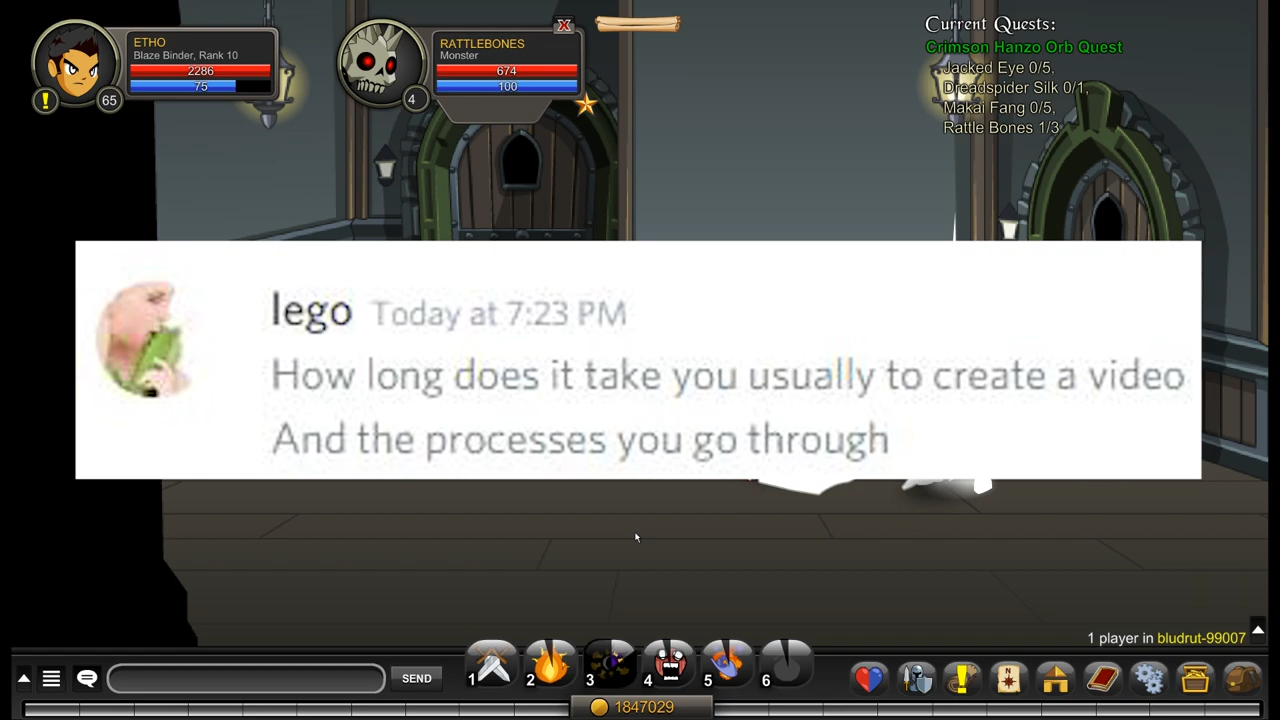 ETHO
Blaze Binder, Rank 10
2286
75
65
RATTLEBONES
Monster
674
100
4
X
Current Quests:
Crimson Hanzo Orb Quest
Jacked Eye 0/5,
Dreadspider Silk 0/1,
Makai Fang 0/5,
Rattle Bones 1/3
lego Today at 7:23 PM
How long does it take you usually to create a video
And the processes you go through
1 player in bludrut-99007
SEND
1 2 3 4 5 6
1847029